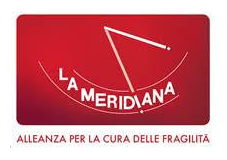 LA MERIDIANA
ALLEANZA PER LA CURA DELLE FRAGILITÀ